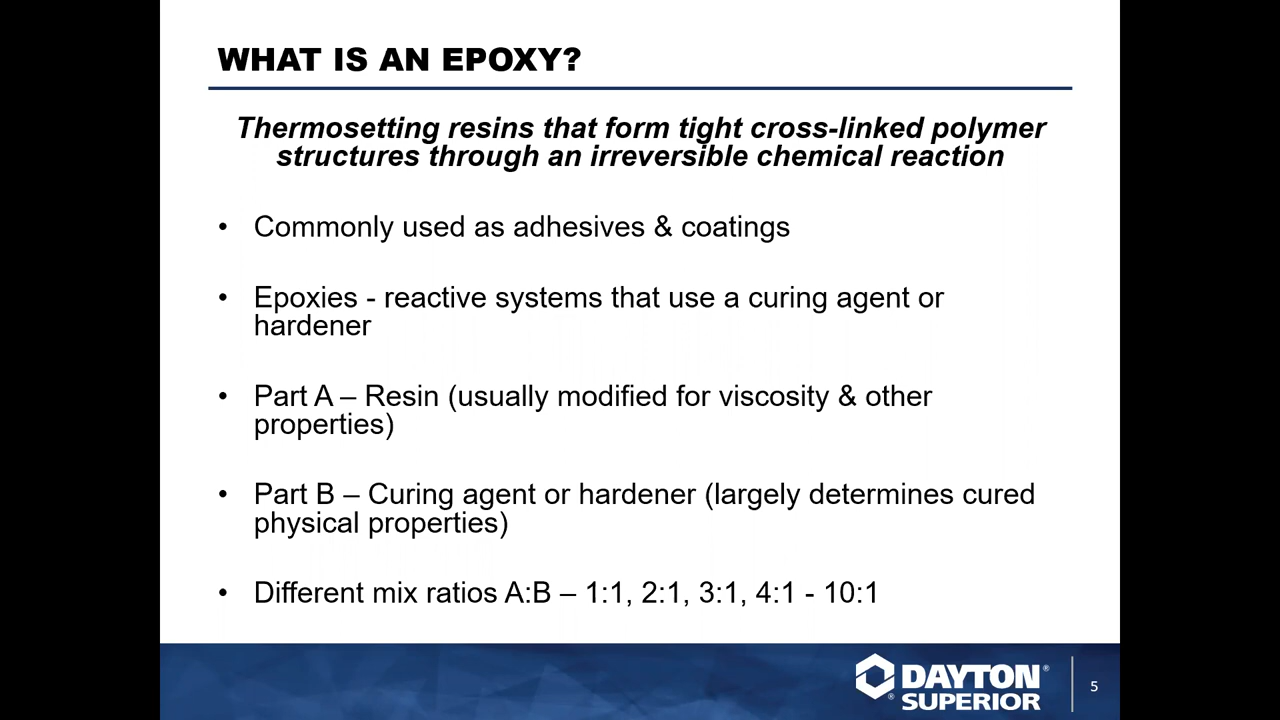 WHAT IS AN EPOXY?
Thermosetting resins that form tight cross-linked polymer
structures through an irreversible chemical reaction
• Commonly used as adhesives & coatings
• Epoxies - reactive systems that use a curing agent or
hardener
• Part A – Resin (usually modified for viscosity & other
properties)
• Part B – Curing agent or hardener (largely determines cured
physical properties)
• Different mix ratios A:B – 1:1, 2:1, 3:1, 4:1 - 10:1
® DAYTON®
SUPERIOR
5